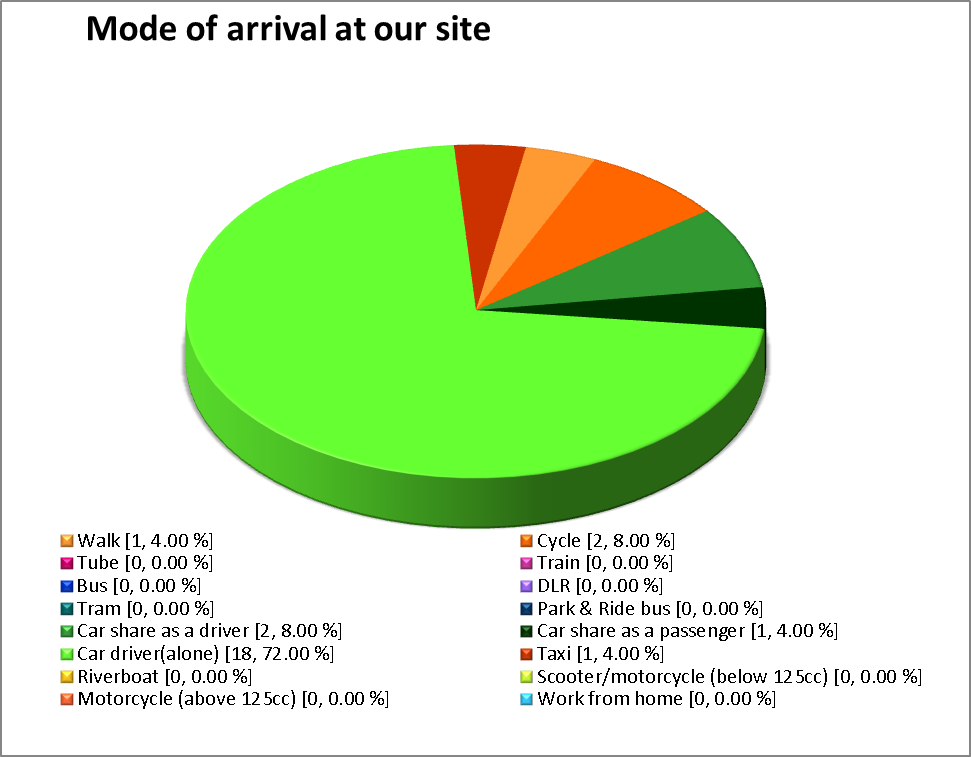 Mode of arrival at our site
Walk [1, 4.00 %] Cycle [2, 8.00 %]
Tube [0, 0.00 %] Train [0, 0.00 %]
Bus [0, 0.00 %] DLR [0, 0.00 %]
Tram [0, 0.00 %] Park & Ride bus [0, 0.00 %]
Car share as a driver [2, 8.00 %] Car share as a passenger [1, 4.00 %]
Car driver(alone) [18, 72.00 %] Taxi [1, 4.00 %]
Riverboat [0, 0.00 %] Scooter/motorcycle (below 125cc) [0, 0.00 %]
Motorcycle (above 125cc) [0, 0.00 %] Work from home [0, 0.00 %]